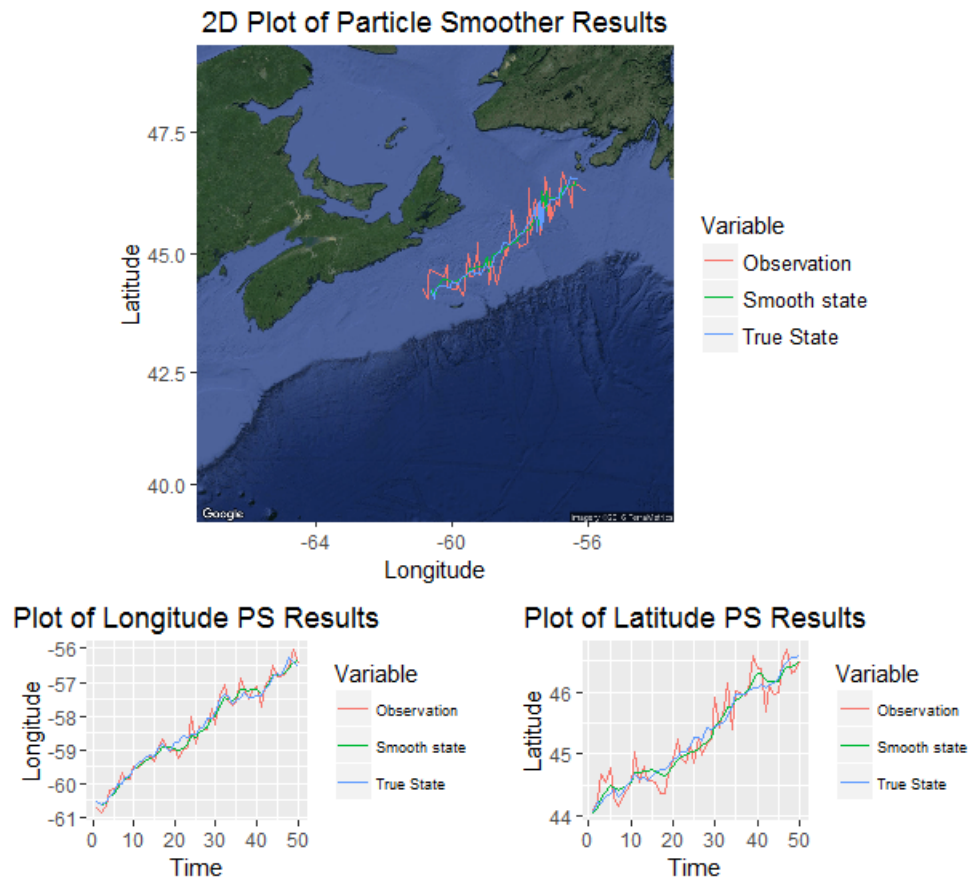 2D Plot of Particle Smoother Results
47.5
45.0
42.5
40.0
Latitude
-64
-60
-56
Longitude
Google
Variable
Observation
Smooth state
True State
Plot of Longitude PS Results
-56
-57
-58
-59
-60
-61
Longitude
0 10 20 30 40 50
Time
Variable
Observation
Smooth state
True State
Plot of Latitude PS Results
46
45
44
Latitude
0 10 20 30 40 50
Time
Variable
Observation
Smooth state
True State